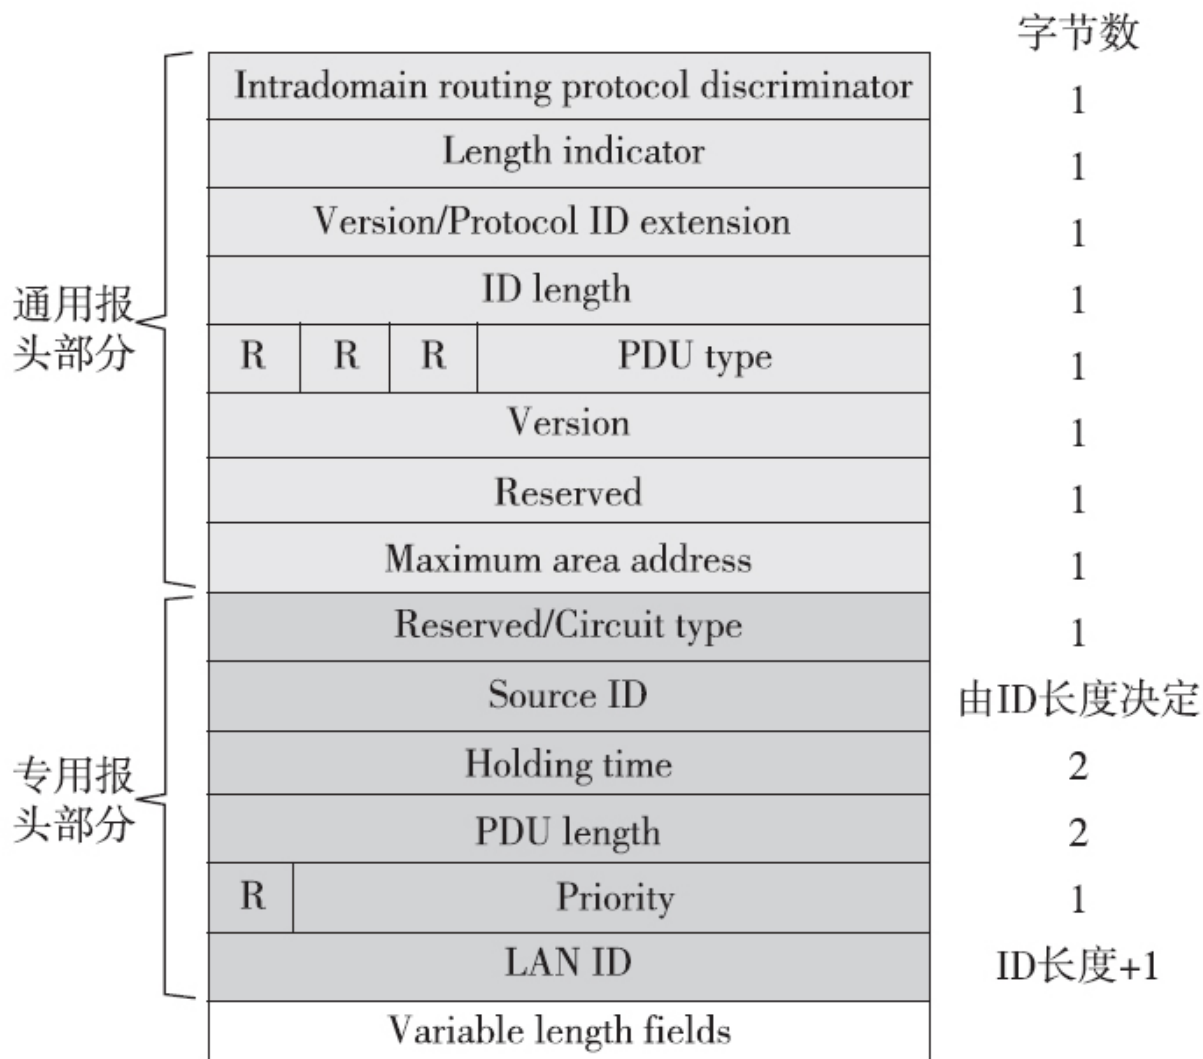 字节数
Intradomain routing protocol discriminator
1
Length indicator
1
Version/Protocol ID extension
1
ID length
1
通用报
头部分
R
R
R
PDU type
1
Version
1
Reserved
1
Maximum area address
1
Reserved/Circuit type
1
Source ID
由ID长度决定
Holding time
2
专用报
头部分
PDU length
2
R
Priority
1
LAN ID
ID长度+1
Variable length fields